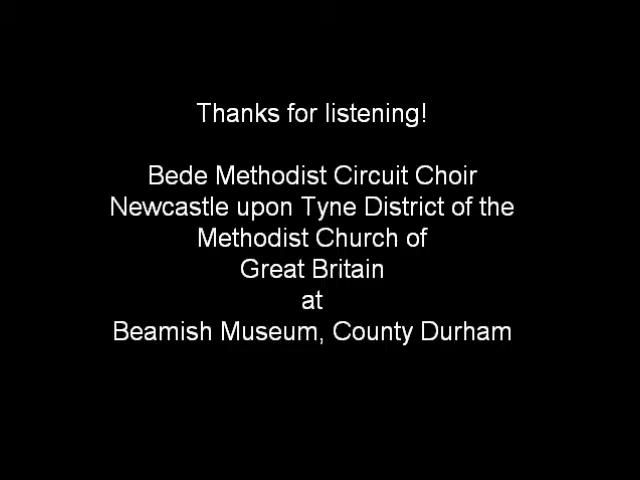 Thanks for listening!
Bede Methodist Circuit Choir
Newcastle upon Tyne District of the
Methodist Church of
Great Britain
at
Beamish Museum, County Durham